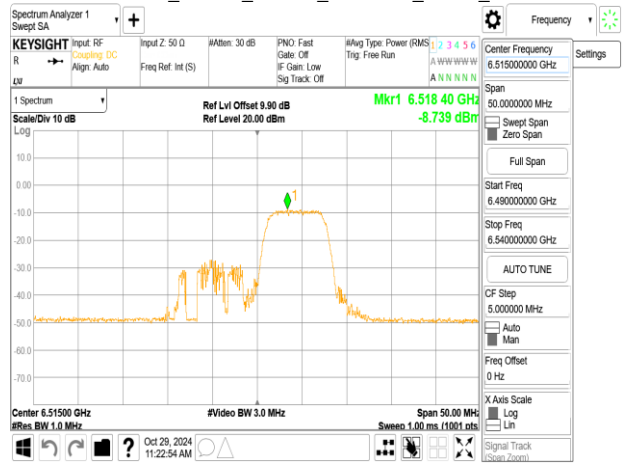 Spectrum Analyzer 1
Swept SA
+
Frequency
KEYSIGHT
R
Input: RF
Coupling: DC
Align: Auto
Input Z: 50 Ω
Freq Ref: Int (S)
#Atten: 30 dB
PNO: Fast
Gate: Off
IF Gain: Low
Sig Track: Off
#Avg Type: Power (RMS
Trig: Free Run
1 2 3 4 5 6
A W W W W W
A N N N N N
1 Spectrum
Scale/Div 10 dB
Ref Lvl Offset 9.90 dB
Ref Level 20.00 dBm
Mkr1 6.518 40 GHz
-8.739 dBm
Log
10.0
0.00
-10.0
-20.0
-30.0
-40.0
-50.0
-60.0
-70.0
1
Center 6.51500 GHz
#Res BW 1.0 MHz
#Video BW 3.0 MHz
Span 50.00 MHz
Sweep 1.00 ms (1001 pts
Oct 29, 2024
11:22:54 AM
?
Center Frequency
6.515000000 GHz
Settings
Span
50.0000000 MHz
Swept Span
Zero Span
Full Span
Start Freq
6.490000000 GHz
Stop Freq
6.540000000 GHz
AUTO TUNE
CF Step
5.000000 MHz
Auto
Man
Freq Offset
0 Hz
X Axis Scale
Log
Lin
Signal Track
(Span Zoom)